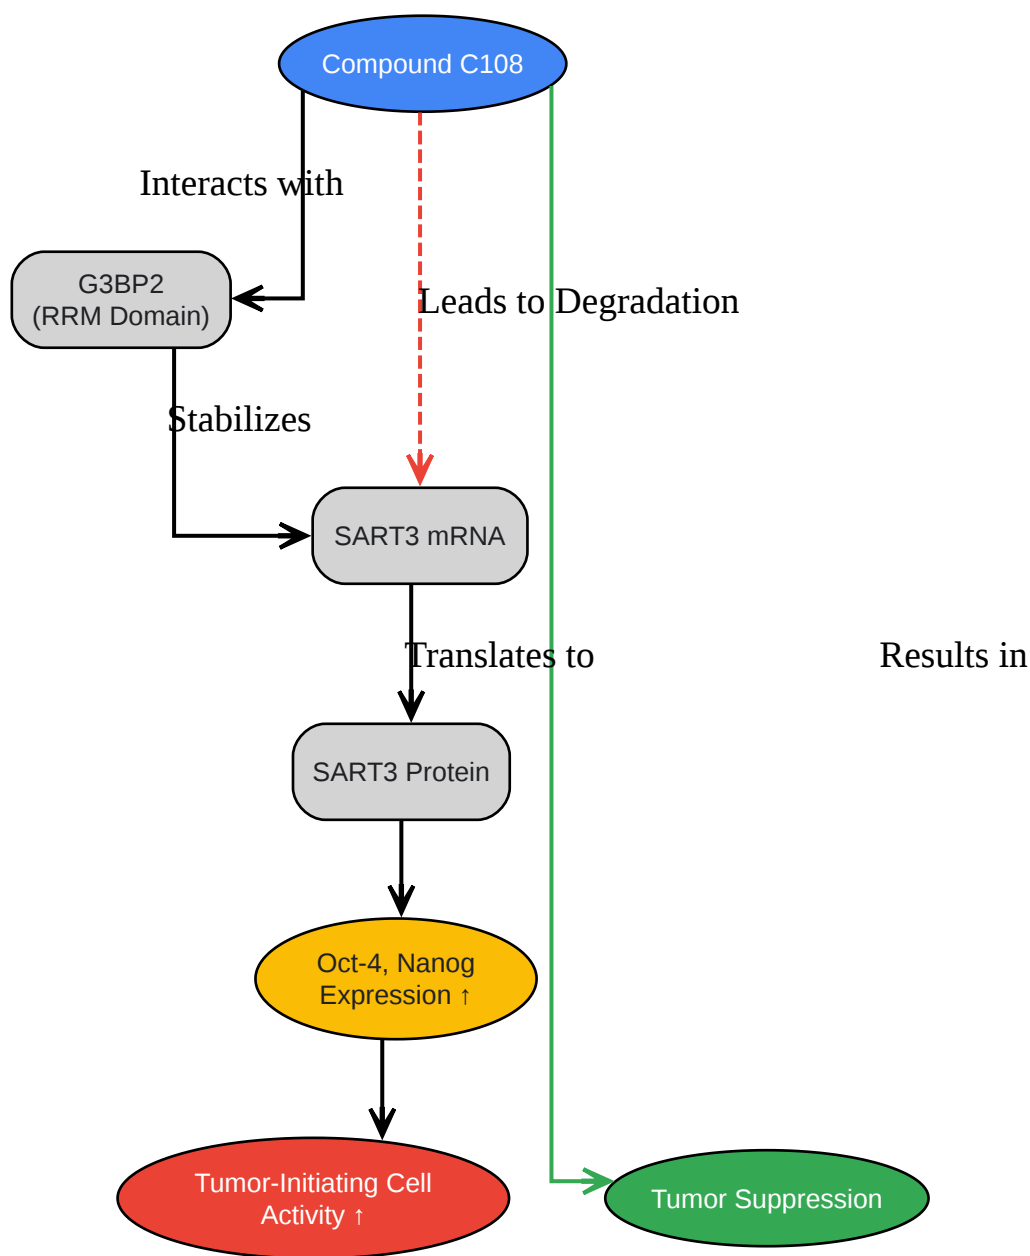 Compound C108
Interacts with
G3BP2
(RRM Domain)
Leads to Degradation
Stabilizes
SART3 mRNA
Translates to
Results in
SART3 Protein
Oct-4, Nanog
Expression ↑
Tumor-Initiating Cell
Activity ↑
Tumor Suppression